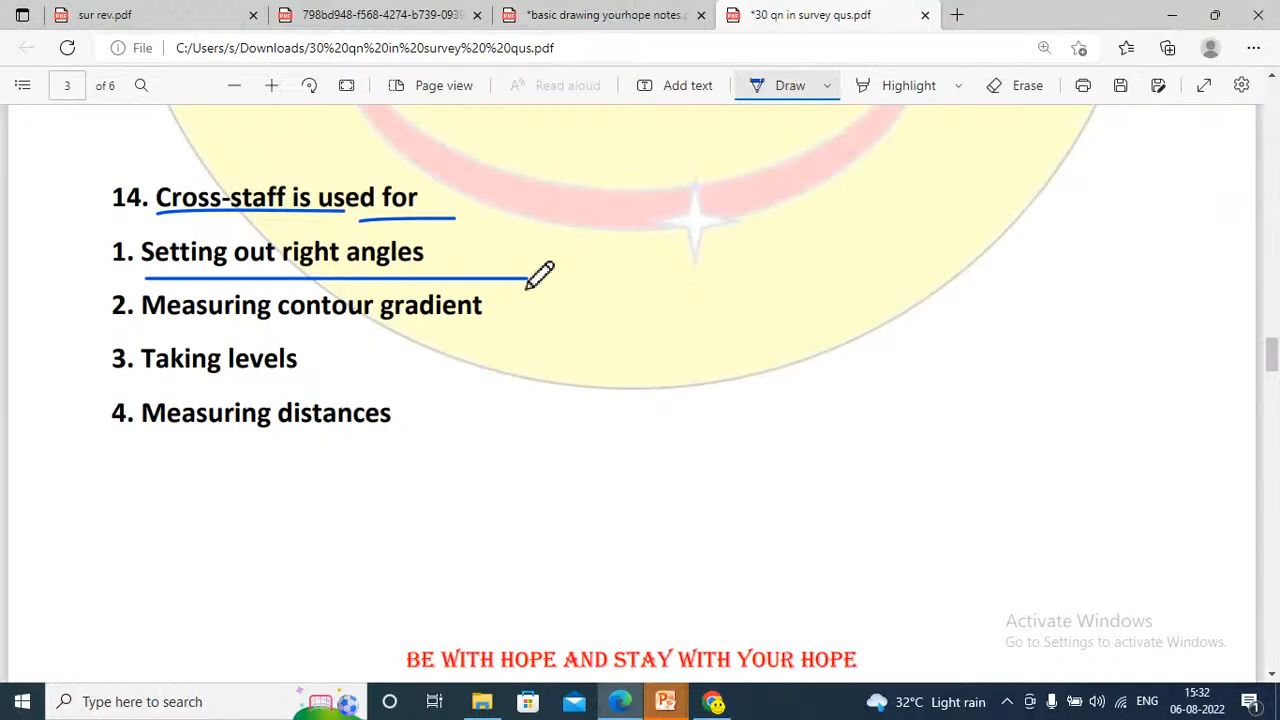 sur rev.pdf
798bd948-f568-4274-b739-0939
*basic drawing yourhope notes.p
*30 qn in survey qus.pdf
File
C:/Users/s/Downloads/30%20qn%20in%20survey%20%20qus.pdf
3 of 6
Page view
Read aloud
Add text
Draw
Highlight
Erase
14. Cross-staff is used for
1. Setting out right angles
2. Measuring contour gradient
3. Taking levels
4. Measuring distances
Activate Windows
Go to Settings to activate Windows.
BE WITH HOPE AND STAY WITH YOUR HOPE
Type here to search
32°C Light rain
ENG
15:32
06-08-2022
1